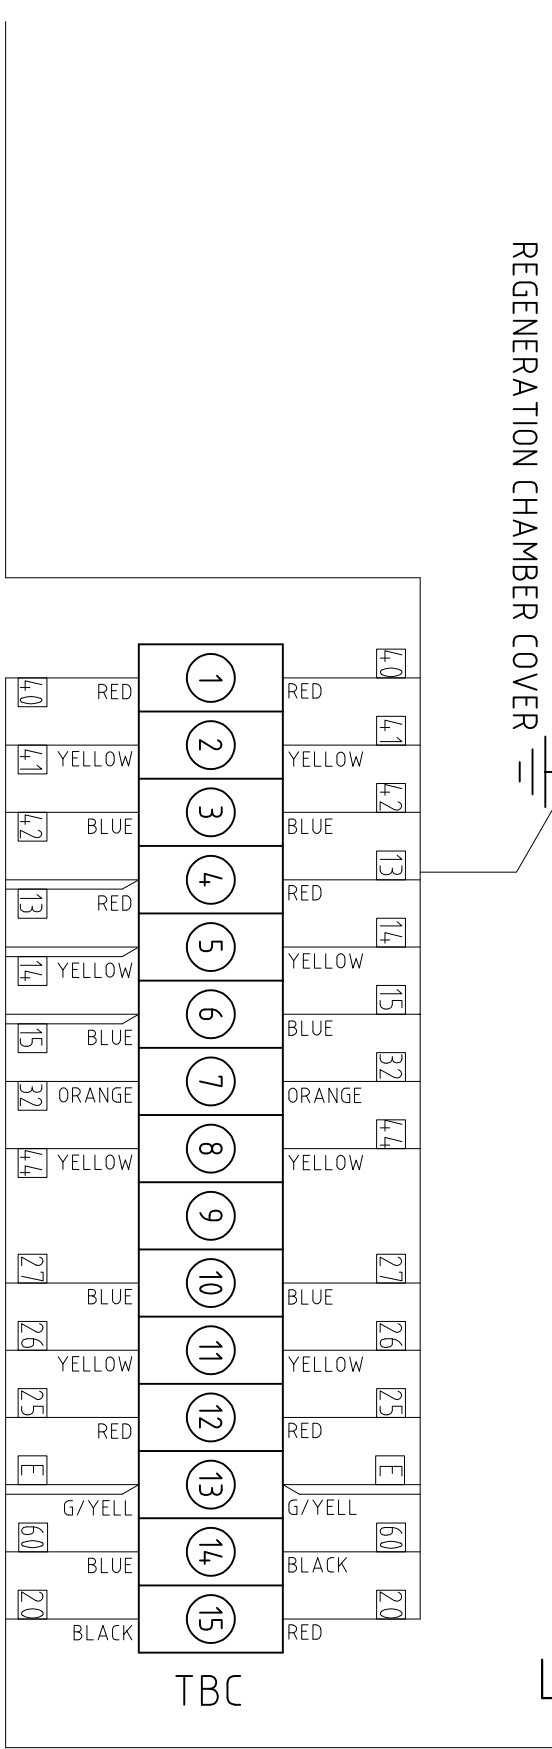 REGENERATION CHAMBER COVER
40 RED 1 RED 40
41 YELLOW 2 YELLOW 41
42 BLUE 3 BLUE 42
13 RED 4 RED 13
14 YELLOW 5 YELLOW 14
15 BLUE 6 BLUE 15
32 ORANGE 7 ORANGE 32
44 YELLOW 8 YELLOW 44
9
27 BLUE 10 BLUE 27
26 YELLOW 11 YELLOW 26
25 RED 12 RED 25
E G/YELL 13 G/YELL E
60 BLUE 14 BLACK 60
20 BLACK 15 RED 20
TBC